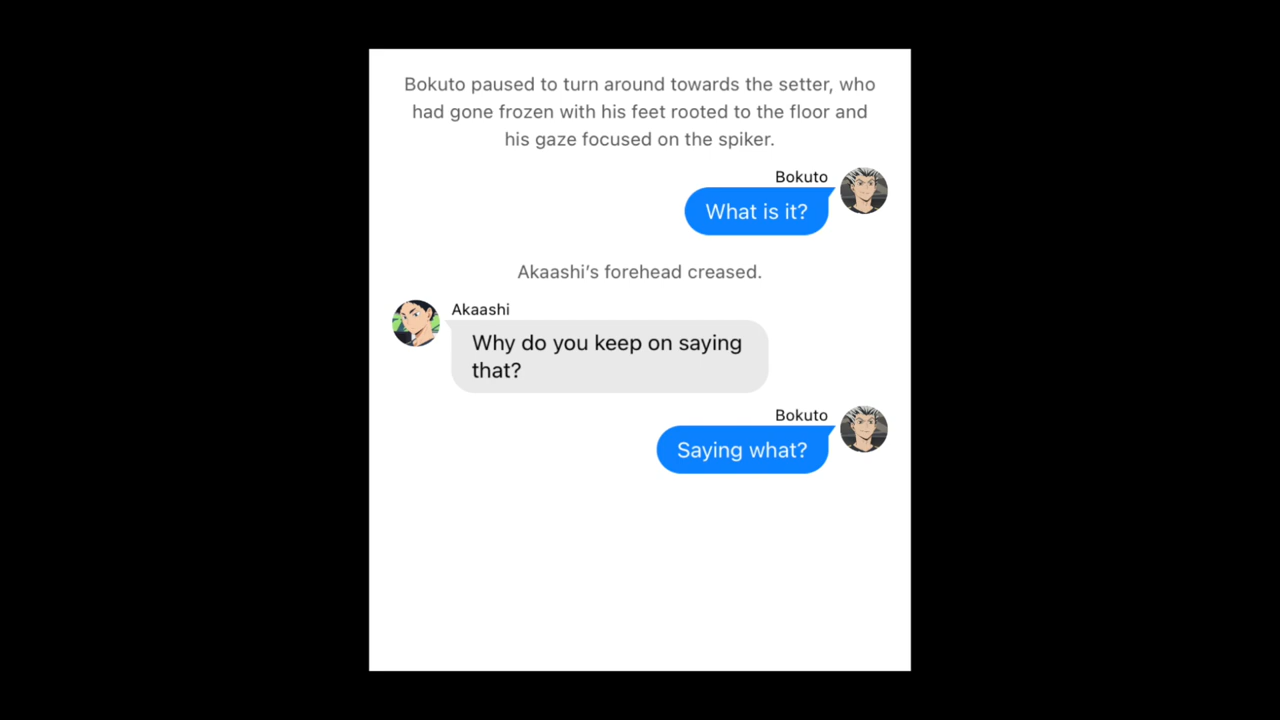 Bokuto paused to turn around towards the setter, who
had gone frozen with his feet rooted to the floor and
his gaze focused on the spiker.
Bokuto
What is it?
Akaashi’s forehead creased.
Akaashi
Why do you keep on saying
that?
Bokuto
Saying what?